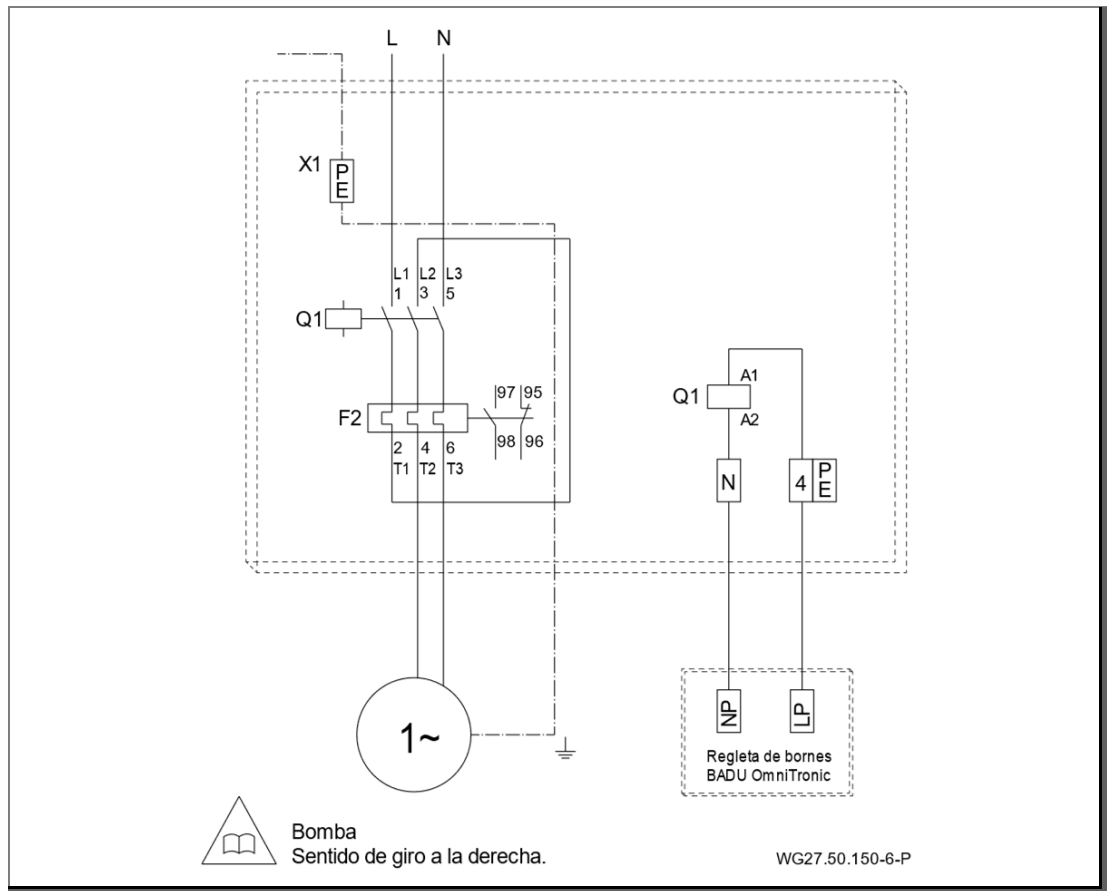 L N
X1
PE
L1 L2 L3
1 3 5
Q1
97 95
F2
98 96
2 4 6
T1 T2 T3
A1
Q1
A2
N
4 PE
NP LP
1~
Regleta de bornes
BADU OmniTronic
Bomba
Sentido de giro a la derecha.
WG27.50.150-6-P